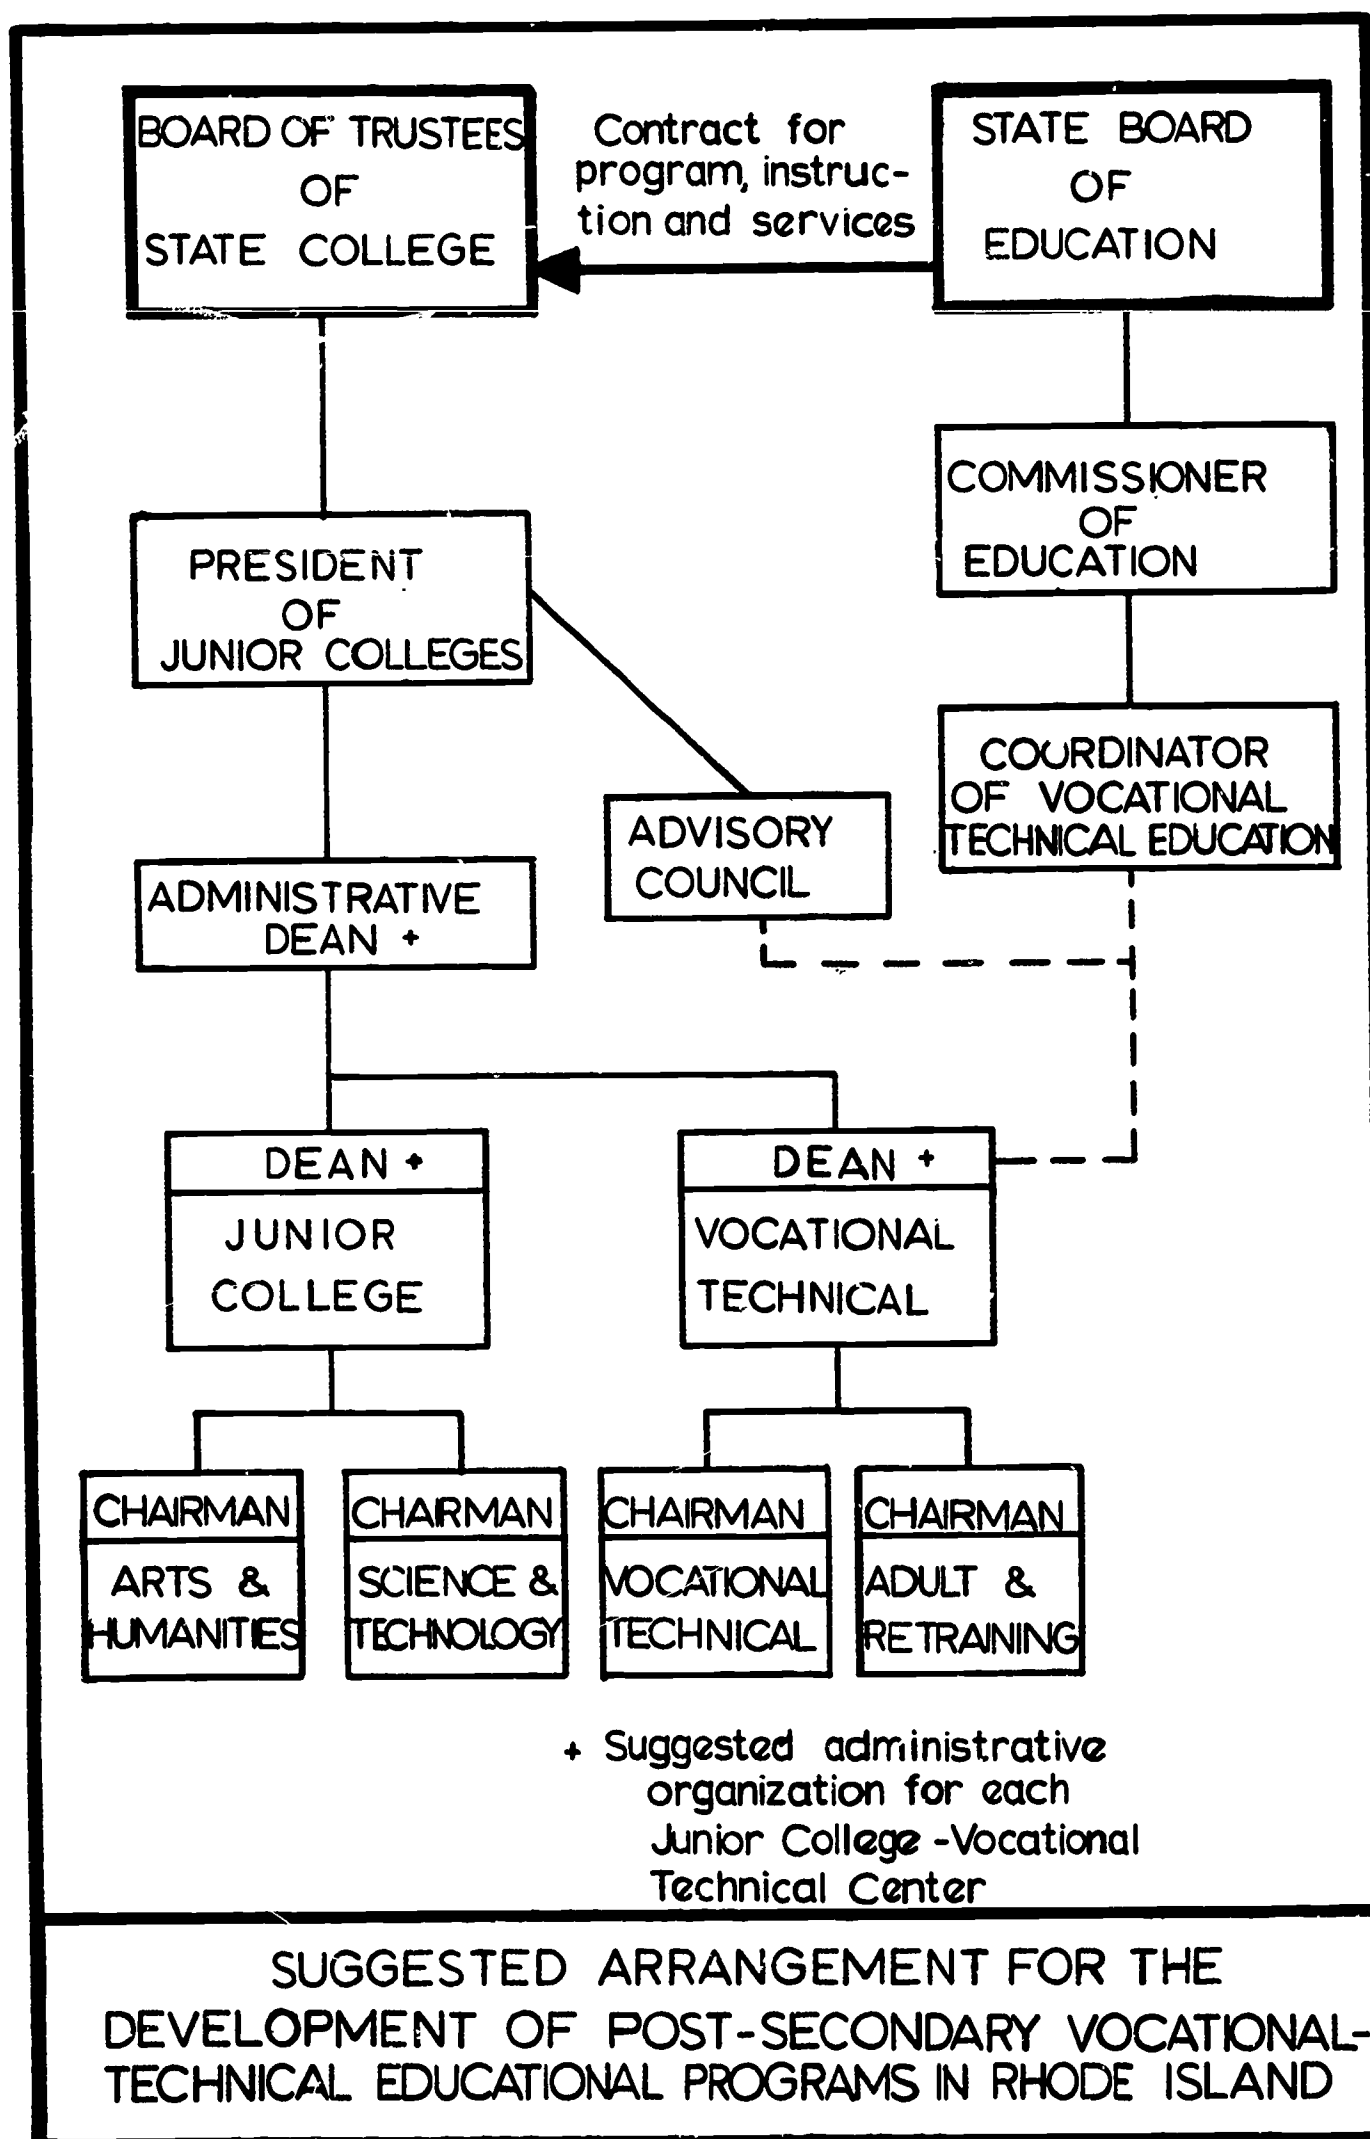 BOARD OF TRUSTEES
OF
STATE COLLEGE
Contract for
program, instruc-
tion and services
STATE BOARD
OF
EDUCATION
COMMISSIONER
OF
EDUCATION
PRESIDENT
OF
JUNIOR COLLEGES
COORDINATOR
OF VOCATIONAL
TECHNICAL EDUCATION
ADVISORY
COUNCIL
ADMINISTRATIVE
DEAN +
DEAN +
JUNIOR
COLLEGE
DEAN +
VOCATIONAL
TECHNICAL
CHAIRMAN
ARTS &
HUMANITIES
CHAIRMAN
SCIENCE &
TECHNOLOGY
CHAIRMAN
VOCATIONAL
TECHNICAL
CHAIRMAN
ADULT &
RETRAINING
+ Suggested administrative
organization for each
Junior College - Vocational
Technical Center
SUGGESTED ARRANGEMENT FOR THE
DEVELOPMENT OF POST-SECONDARY VOCATIONAL-
TECHNICAL EDUCATIONAL PROGRAMS IN RHODE ISLAND